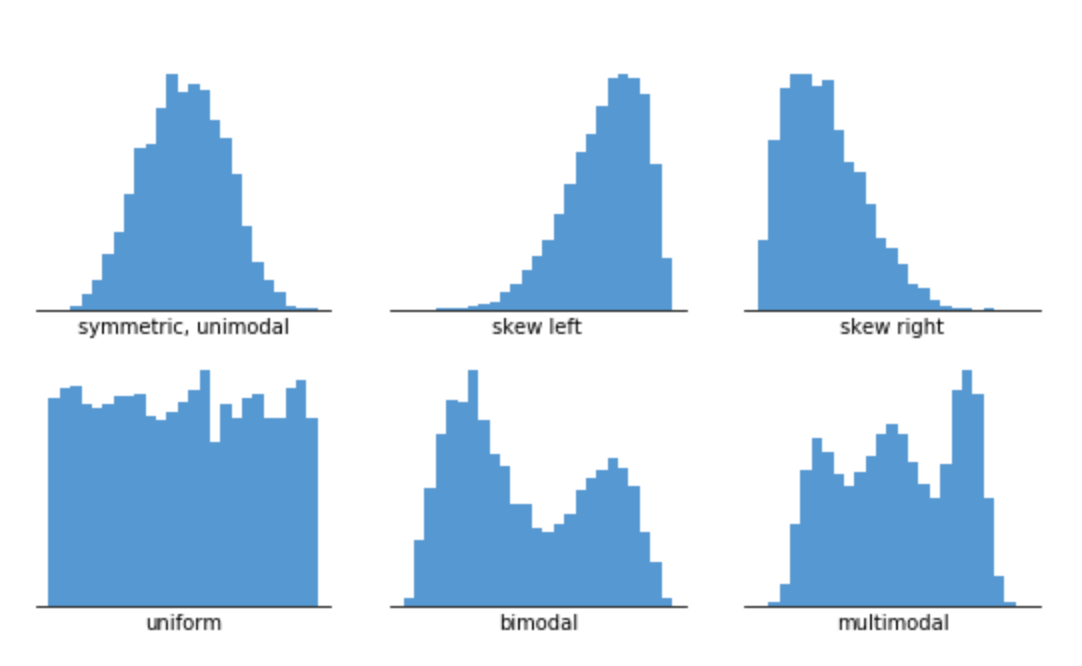 symmetric, unimodal
skew left
skew right
uniform
bimodal
multimodal